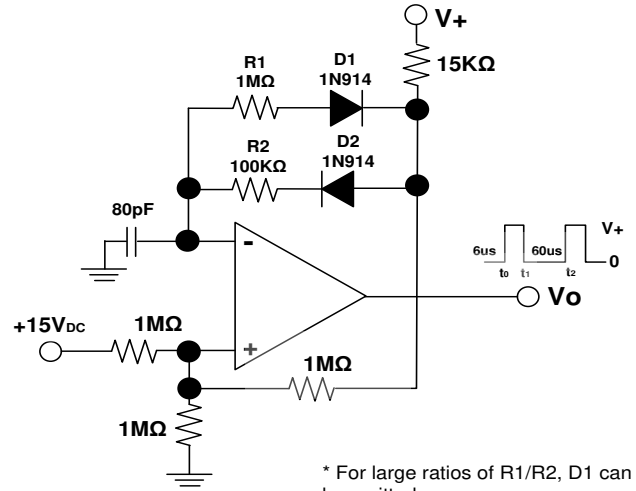 V+
15KΩ
R1
1MΩ
D1
1N914
R2
100KΩ
D2
1N914
80pF
-
+
+15VDC
1MΩ
1MΩ
1MΩ
Vo
6us
60us
V+
0
t0
t1
t2
* For large ratios of R1/R2, D1 can